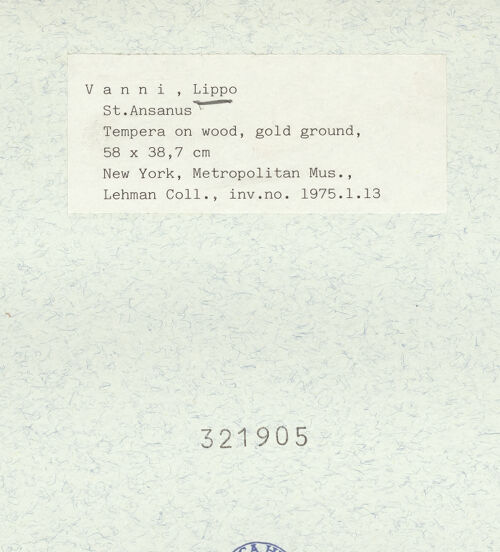 V a n n i , Lippo
St.Ansanus
Tempera on wood, gold ground,
58 x 38,7 cm
New York, Metropolitan Mus.,
Lehman Coll., inv.no. 1975.1.13
321905